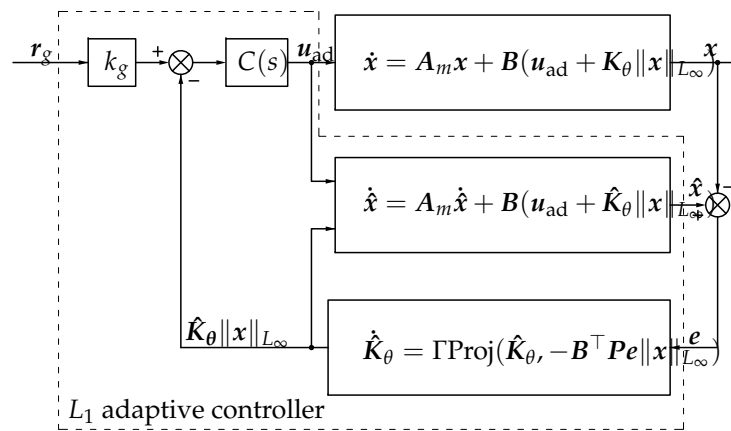 r_g
k_g
+
−
C(s)
u_ad
ẋ = A_m x + B(u_ad + K_θ‖x‖_{L∞})
x
x̂̇ = A_m x̂̇ + B(u_ad + K̂_θ‖x‖_{L∞})
x̂
−
+
K̂_θ‖x‖_{L∞}
K̂̇_θ = ΓProj(K̂_θ, −B^⊤Pe‖x‖_{L∞})
e
L_1 adaptive controller